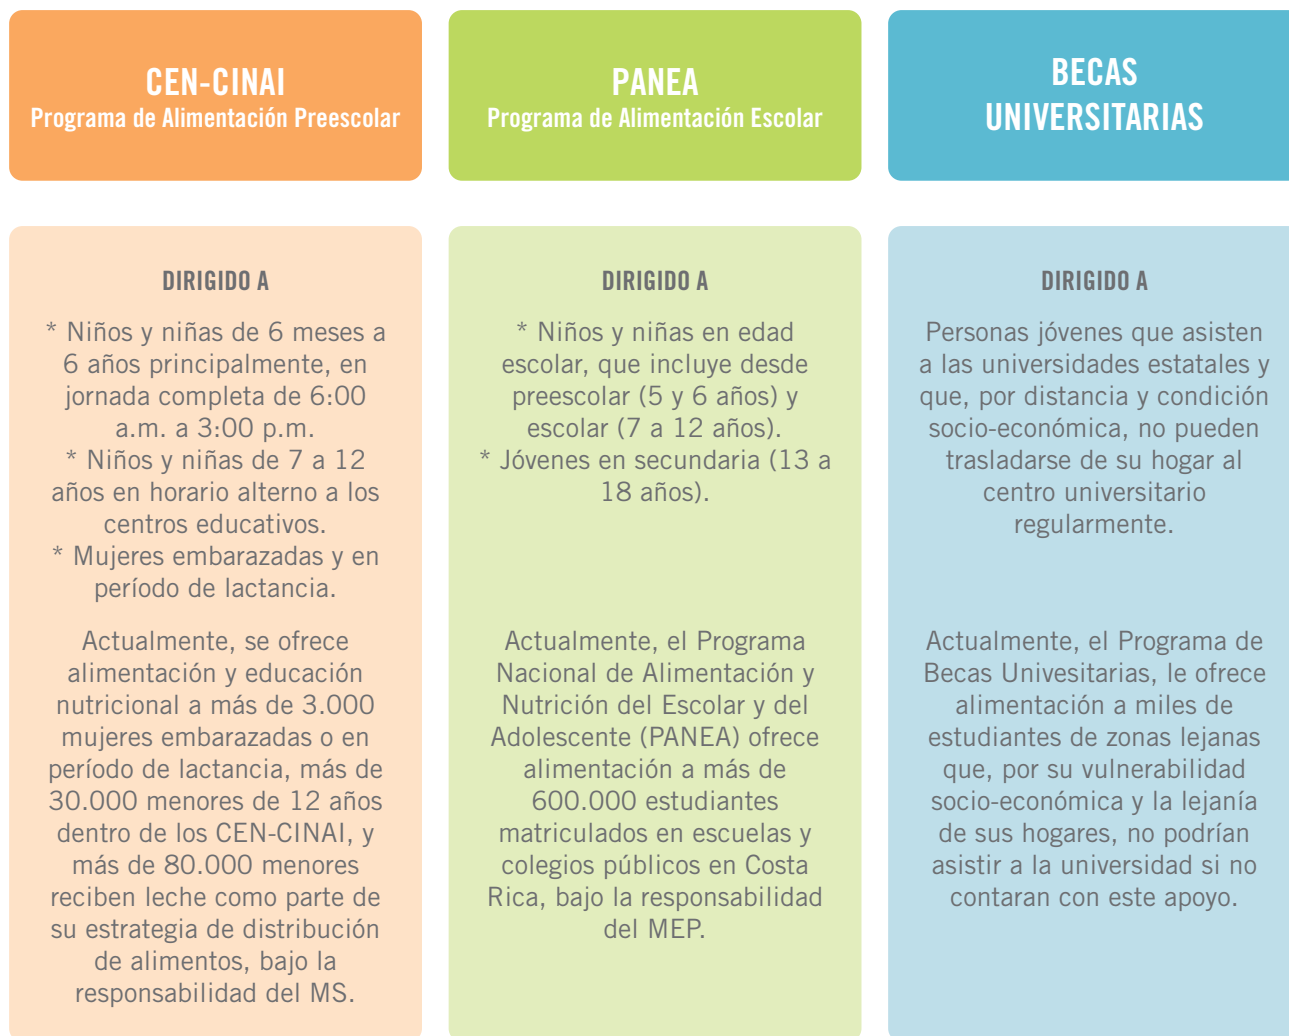 CEN-CINAI
Programa de Alimentación Preescolar
DIRIGIDO A
* Niños y niñas de 6 meses a
6 años principalmente, en
jornada completa de 6:00
a.m. a 3:00 p.m.
* Niños y niñas de 7 a 12
años en horario alterno a los
centros educativos.
* Mujeres embarazadas y en
período de lactancia.
Actualmente, se ofrece
alimentación y educación
nutricional a más de 3.000
mujeres embarazadas o en
período de lactancia, más de
30.000 menores de 12 años
dentro de los CEN-CINAI, y
más de 80.000 menores
reciben leche como parte de
su estrategia de distribución
de alimentos, bajo la
responsabilidad del MS.
PANEA
Programa de Alimentación Escolar
DIRIGIDO A
* Niños y niñas en edad
escolar, que incluye desde
preescolar (5 y 6 años) y
escolar (7 a 12 años).
* Jóvenes en secundaria (13 a
18 años).
Actualmente, el Programa
Nacional de Alimentación y
Nutrición del Escolar y del
Adolescente (PANEA) ofrece
alimentación a más de
600.000 estudiantes
matriculados en escuelas y
colegios públicos en Costa
Rica, bajo la responsabilidad
del MEP.
BECAS
UNIVERSITARIAS
DIRIGIDO A
Personas jóvenes que asisten
a las universidades estatales y
que, por distancia y condición
socio-económica, no pueden
trasladarse de su hogar al
centro universitario
regularmente.
Actualmente, el Programa de
Becas Univesitarias, le ofrece
alimentación a miles de
estudiantes de zonas lejanas
que, por su vulnerabilidad
socio-económica y la lejanía
de sus hogares, no podrían
asistir a la universidad si no
contaran con este apoyo.